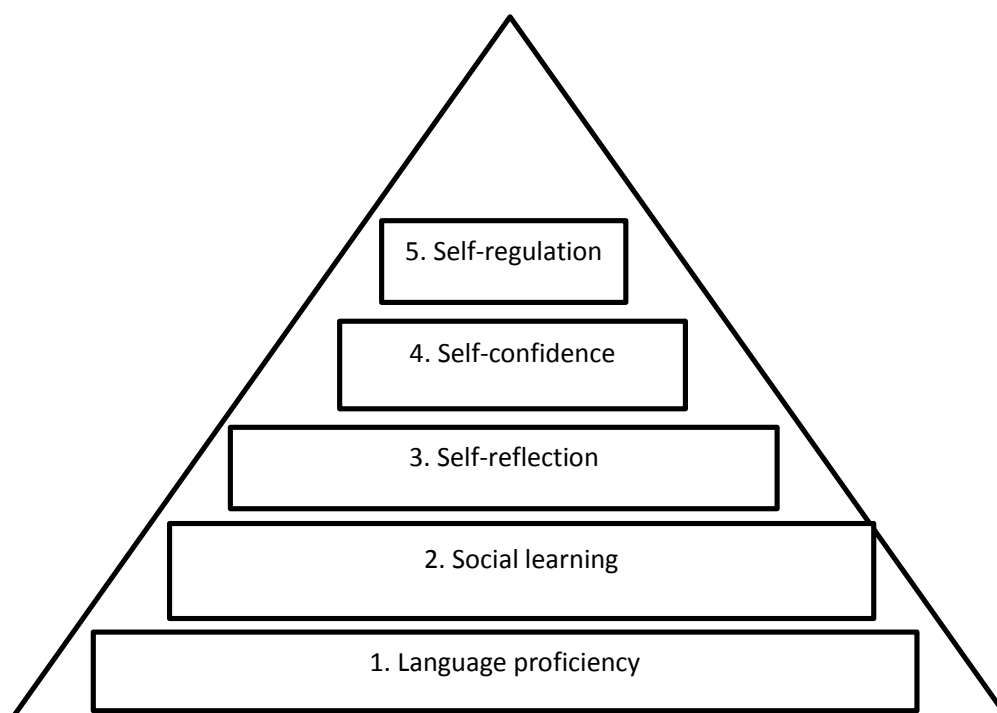 5. Self-regulation
4. Self-confidence
3. Self-reflection
2. Social learning
1. Language proficiency